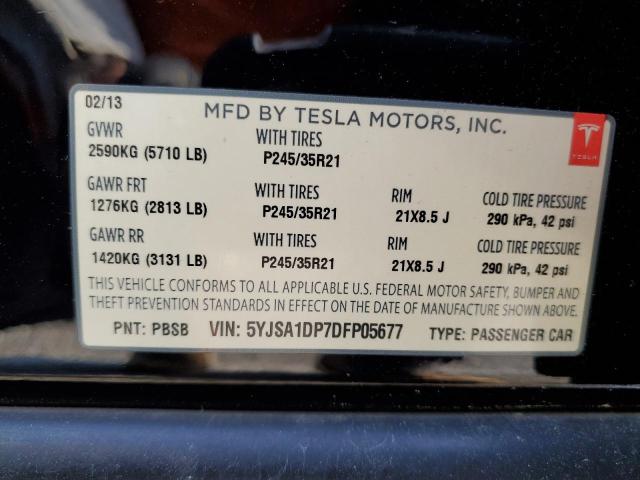 02/13 MFD BY TESLA MOTORS, INC.
GVWR WITH TIRES
2590KG (5710 LB) P245/35R21
TESLA
GAWR FRT WITH TIRES RIM COLD TIRE PRESSURE
1276KG (2813 LB) P245/35R21 21X8.5 J 290 kPa, 42 psi
GAWR RR WITH TIRES RIM COLD TIRE PRESSURE
1420KG (3131 LB) P245/35R21 21X8.5 J 290 kPa, 42 psi
THIS VEHICLE CONFORMS TO ALL APPLICABLE U.S. FEDERAL MOTOR SAFETY, BUMPER AND
THEFT PREVENTION STANDARDS IN EFFECT ON THE DATE OF MANUFACTURE SHOWN ABOVE.
PNT: PBSB VIN: 5YJSA1DP7DFP05677 TYPE: PASSENGER CAR